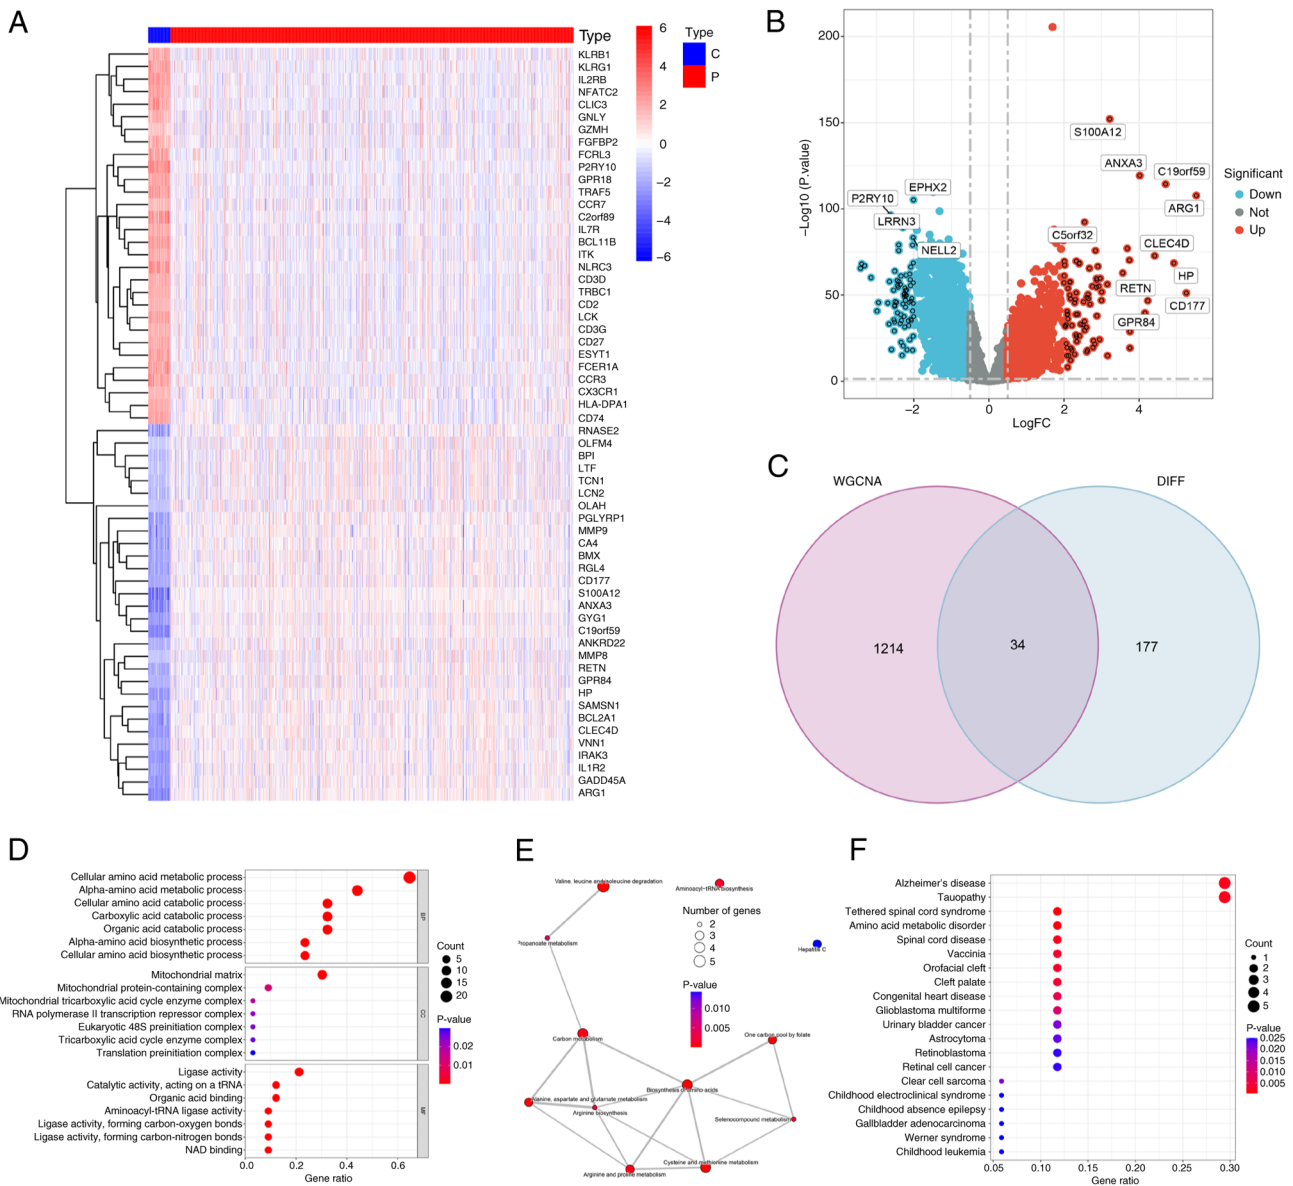 A
Type
KLRB1
KLRG1
IL2RB
NFATC2
CLIC3
GNLY
GZMH
FGFBP2
FCRL3
P2RY10
GPR18
TRAF5
CCR7
C2orf89
IL7R
BCL11B
ITK
NLRC3
CD3D
TRBC1
CD2
LCK
CD3G
CD27
ESYT1
FCER1A
CCR3
CX3CR1
HLA-DPA1
CD74
RNASE2
OLFM4
BPI
LTF
TCN1
LCN2
OLAH
PGLYRP1
MMP9
CA4
BMX
RGL4
CD177
S100A12
ANXA3
GYG1
C19orf59
ANKRD22
MMP8
RETN
GPR84
HP
SAMSN1
BCL2A1
CLEC4D
VNN1
IRAK3
IL1R2
GADD45A
ARG1
6
4
2
0
−2
−4
−6
Type
C
P
B
−Log10 (P.value)
200
150
100
50
0
−2
0
2
4
LogFC
S100A12
ANXA3
C19orf59
EPHX2
P2RY10
ARG1
LRRN3
C5orf32
NELL2
CLEC4D
HP
RETN
CD177
GPR84
Significant
Down
Not
Up
C
WGCNA
DIFF
1214
34
177
D
Cellular amino acid metabolic process
Alpha-amino acid metabolic process
Cellular amino acid catabolic process
Carboxylic acid catabolic process
Organic acid catabolic process
Alpha-amino acid biosynthetic process
Cellular amino acid biosynthetic process
BP
Mitochondrial matrix
Mitochondrial protein-containing complex
Mitochondrial tricarboxylic acid cycle enzyme complex
RNA polymerase II transcription repressor complex
Eukaryotic 48S preinitiation complex
Tricarboxylic acid cycle enzyme complex
Translation preinitiation complex
CC
Ligase activity
Catalytic activity, acting on a tRNA
Organic acid binding
Aminoacyl-tRNA ligase activity
Ligase activity, forming carbon-oxygen bonds
Ligase activity, forming carbon-nitrogen bonds
NAD binding
MF
0.0
0.2
0.4
0.6
Gene ratio
Count
5
10
15
20
P-value
0.02
0.01
E
Valine, leucine and isoleucine degradation
Aminoacyl-tRNA biosynthesis
Propanoate metabolism
Hepatitis C
Carbon metabolism
One carbon pool by folate
Biosynthesis of amino acids
Alanine, aspartate and glutamate metabolism
Arginine biosynthesis
Selenocompound metabolism
Cysteine and methionine metabolism
Arginine and proline metabolism
Number of genes
2
3
4
5
P-value
0.010
0.005
F
Alzheimer's disease
Tauopathy
Tethered spinal cord syndrome
Amino acid metabolic disorder
Spinal cord disease
Vaccinia
Orofacial cleft
Cleft palate
Congenital heart disease
Glioblastoma multiforme
Urinary bladder cancer
Astrocytoma
Retinoblastoma
Retinal cell cancer
Clear cell sarcoma
Childhood electroclinical syndrome
Childhood absence epilepsy
Gallbladder adenocarcinoma
Werner syndrome
Childhood leukemia
0.05
0.10
0.15
0.20
0.25
0.30
Gene ratio
Count
1
2
3
4
5
P-value
0.025
0.020
0.015
0.010
0.005